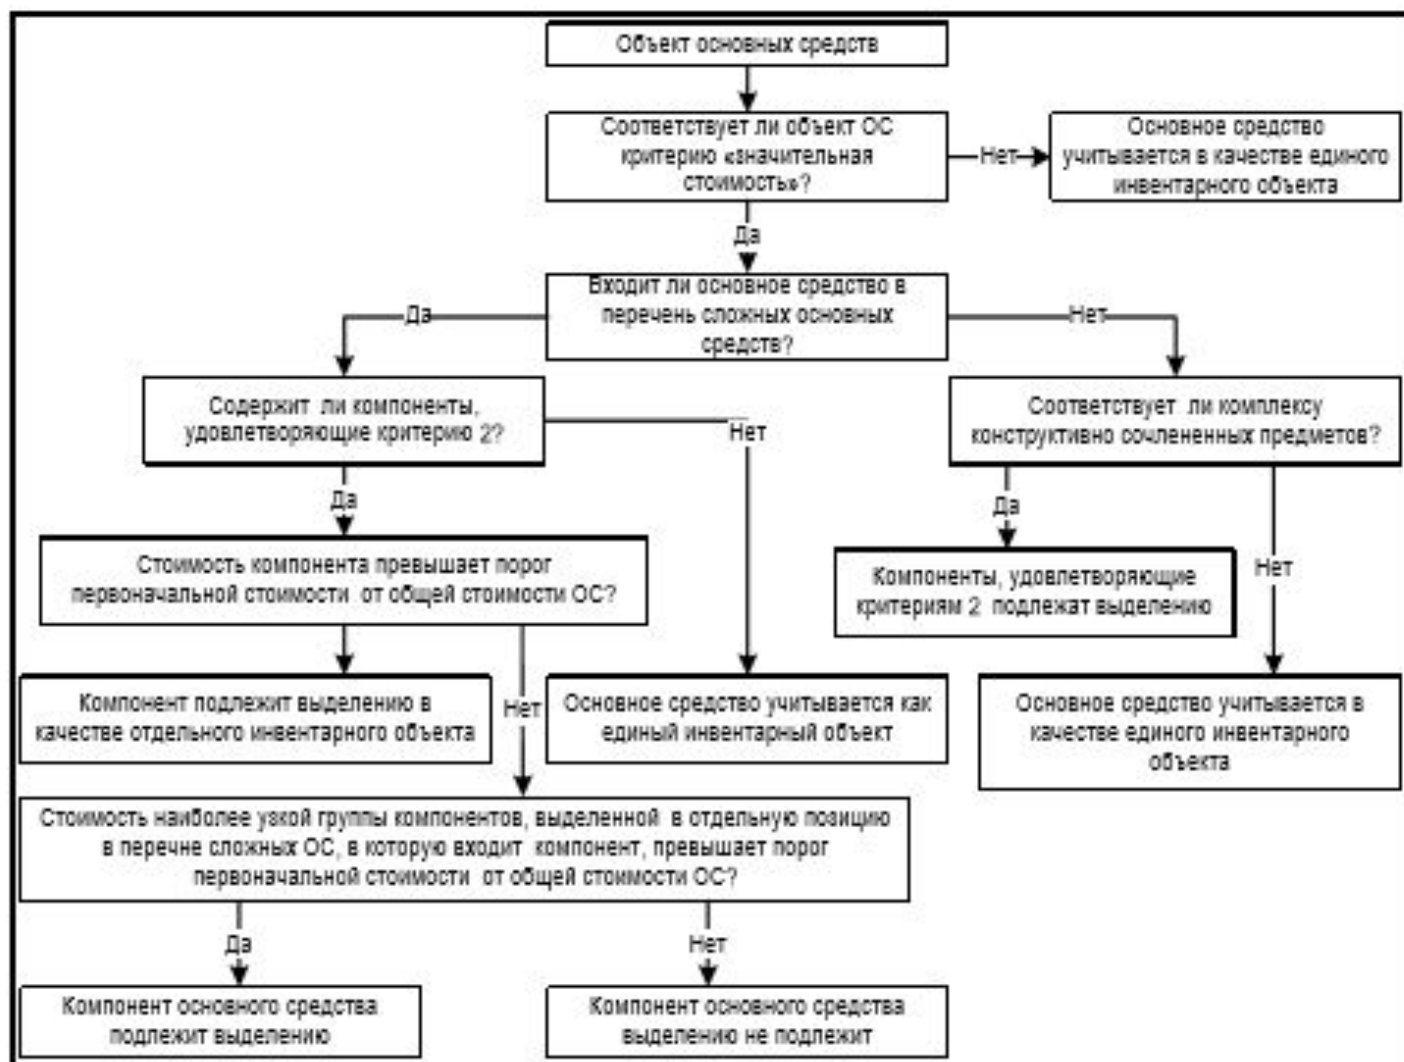 Объект основных средств
Соответствует ли объект ОС
критерию «значительная
стоимость»?
Нет
Основное средство
учитывается в качестве единого
инвентарного объекта
Да
Входит ли основное средство в
перечень сложных основных
средств?
Да
Нет
Содержит ли компоненты,
удовлетворяющие критерию 2?
Нет
Соответствует ли комплексу
конструктивно сочлененных предметов?
Да
Да
Нет
Стоимость компонента превышает порог
первоначальной стоимости от общей стоимости ОС?
Компоненты, удовлетворяющие
критериям 2 подлежат выделению
Компонент подлежит выделению в
качестве отдельного инвентарного объекта
Нет
Основное средство учитывается как
единый инвентарный объект
Основное средство учитывается в
качестве единого инвентарного
объекта
Стоимость наиболее узкой группы компонентов, выделенной в отдельную позицию
в перечне сложных ОС, в которую входит компонент, превышает порог
первоначальной стоимости от общей стоимости ОС?
Да
Нет
Компонент основного средства
подлежит выделению
Компонент основного средства
выделению не подлежит